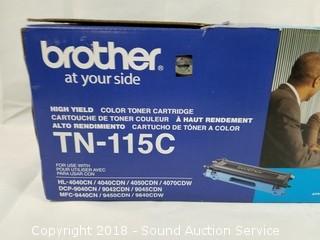 brother
at your side
HIGH YIELD COLOR TONER CARTRIDGE
CARTOUCHE DE TONER COULEUR À HAUT RENDEMENT
ALTO RENDIMIENTO CARTUCHO DE TÓNER A COLOR
TN-115C
FOR USE WITH
POUR UTILISER AVEC
PARA USAR CON
HL-4040CN / 4040CDN / 4050CDN / 4070CDW
DCP-9040CN / 9042CDN / 9045CDN
MFC-9440CN / 9450CDN / 9840CDW
Copyright 2018 - Sound Auction Service